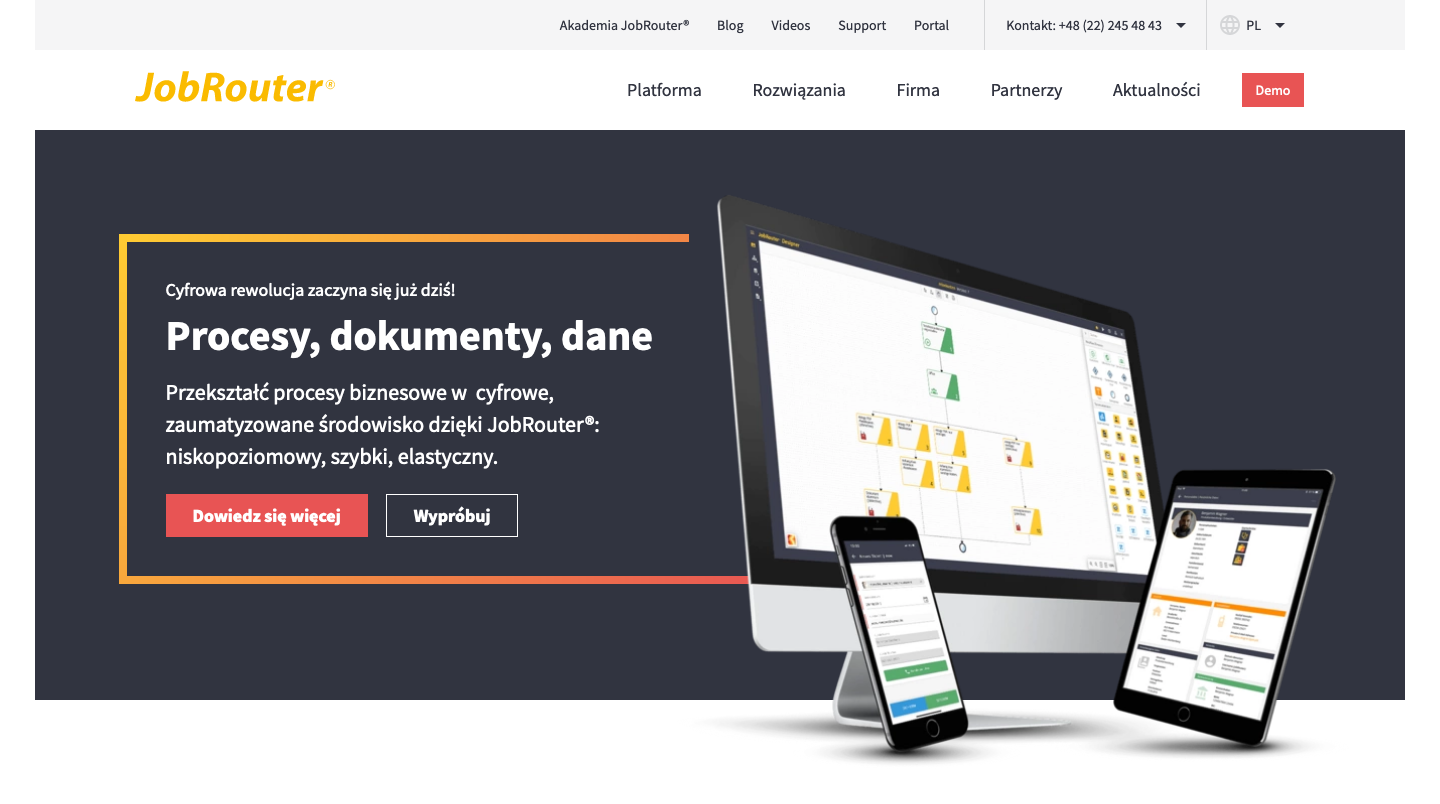 Akademia JobRouter® Blog Videos Support Portal Kontakt: +48 (22) 245 48 43 PL
JobRouter®
Platforma Rozwiązania Firma Partnerzy Aktualności Demo
Cyfrowa rewolucja zaczyna się już dziś!
Procesy, dokumenty, dane
Przekształć procesy biznesowe w cyfrowe,
zaumatyzowane środowisko dzięki JobRouter®:
niskopoziomowy, szybki, elastyczny.
Dowiedz się więcej Wypróbuj
JobRouter Designer